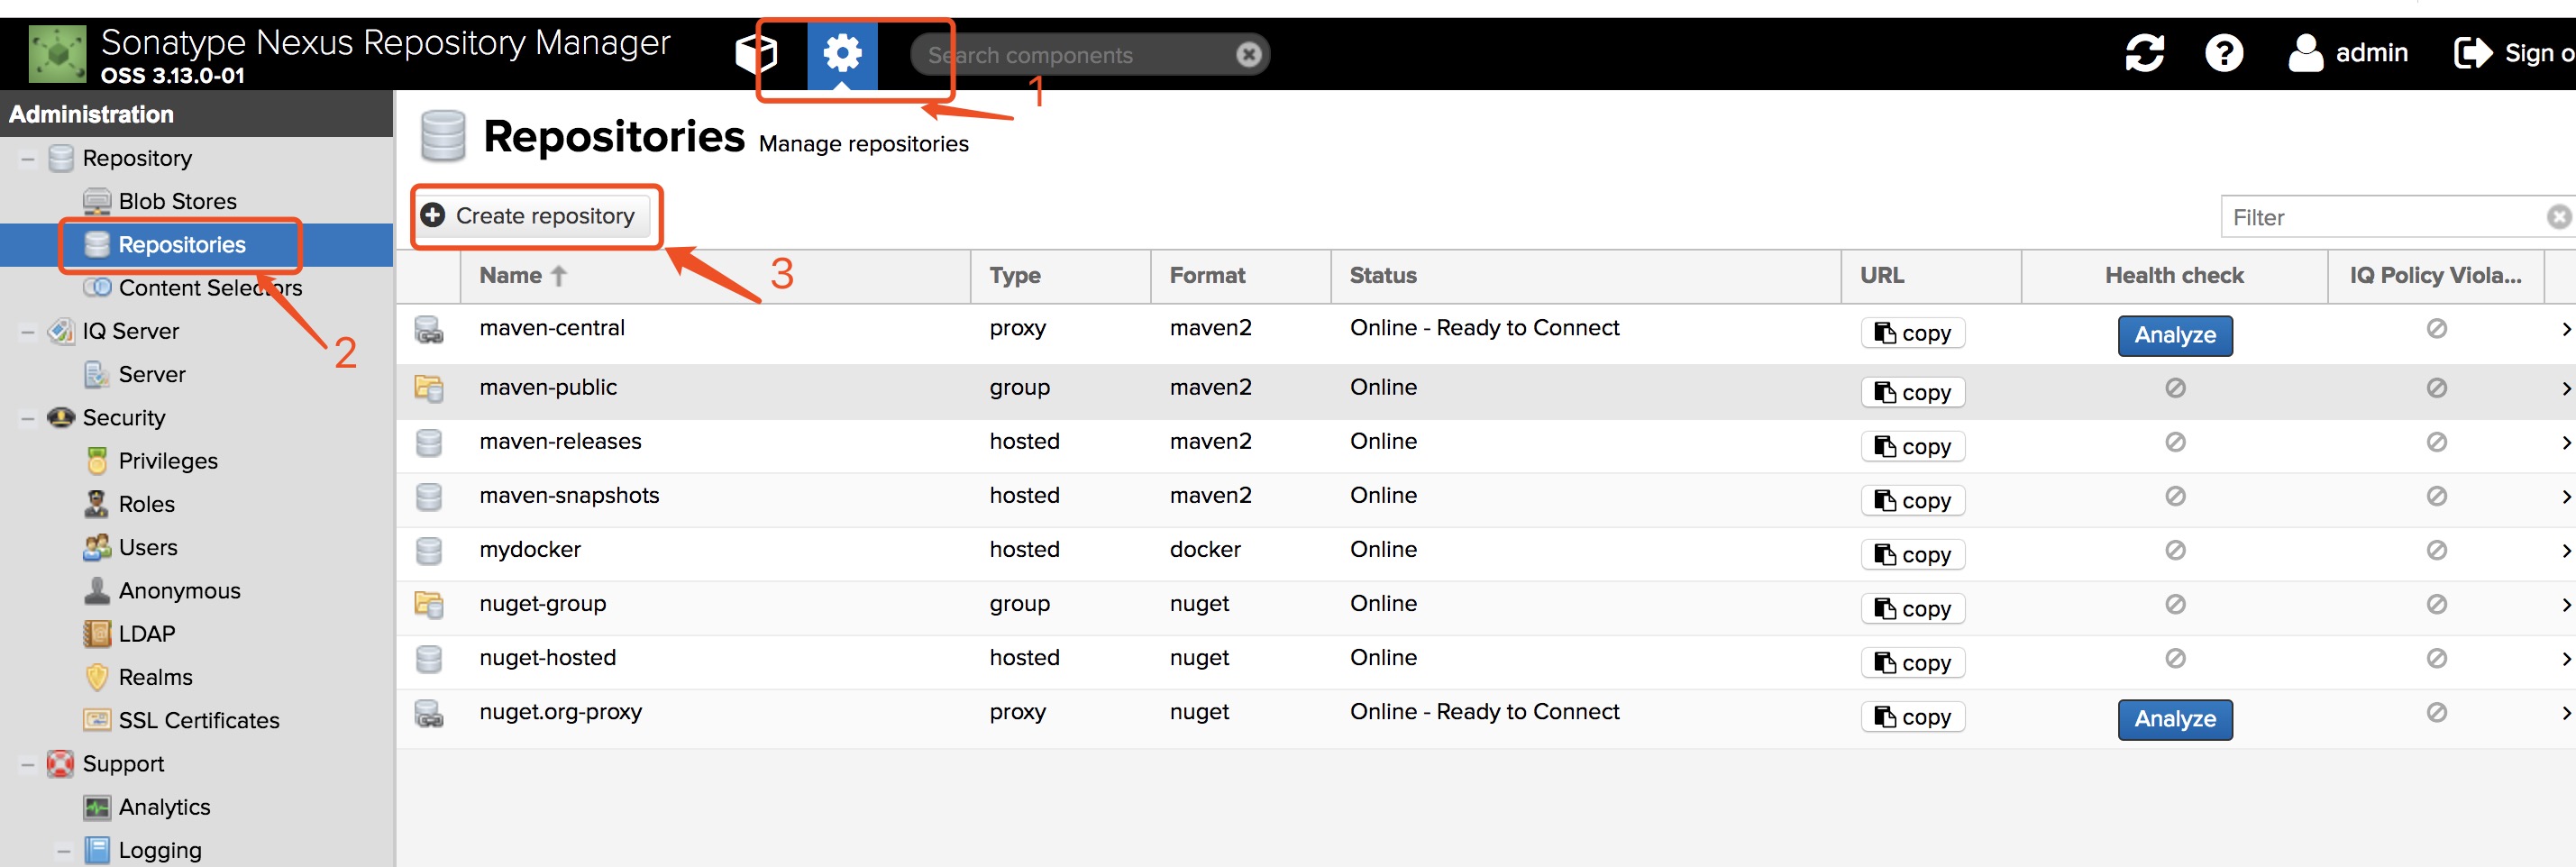 Sonatype Nexus Repository Manager
OSS 3.13.0-01
Search components
admin
Sign o
1
Administration
Repository
Blob Stores
Repositories
Content Selectors
IQ Server
Server
Security
Privileges
Roles
Users
Anonymous
LDAP
Realms
SSL Certificates
Support
Analytics
Logging
2
Repositories Manage repositories
Create repository
3
Filter
Name Type Format Status URL Health check IQ Policy Viola...
maven-central proxy maven2 Online - Ready to Connect copy Analyze
maven-public group maven2 Online copy
maven-releases hosted maven2 Online copy
maven-snapshots hosted maven2 Online copy
mydocker hosted docker Online copy
nuget-group group nuget Online copy
nuget-hosted hosted nuget Online copy
nuget.org-proxy proxy nuget Online - Ready to Connect copy Analyze